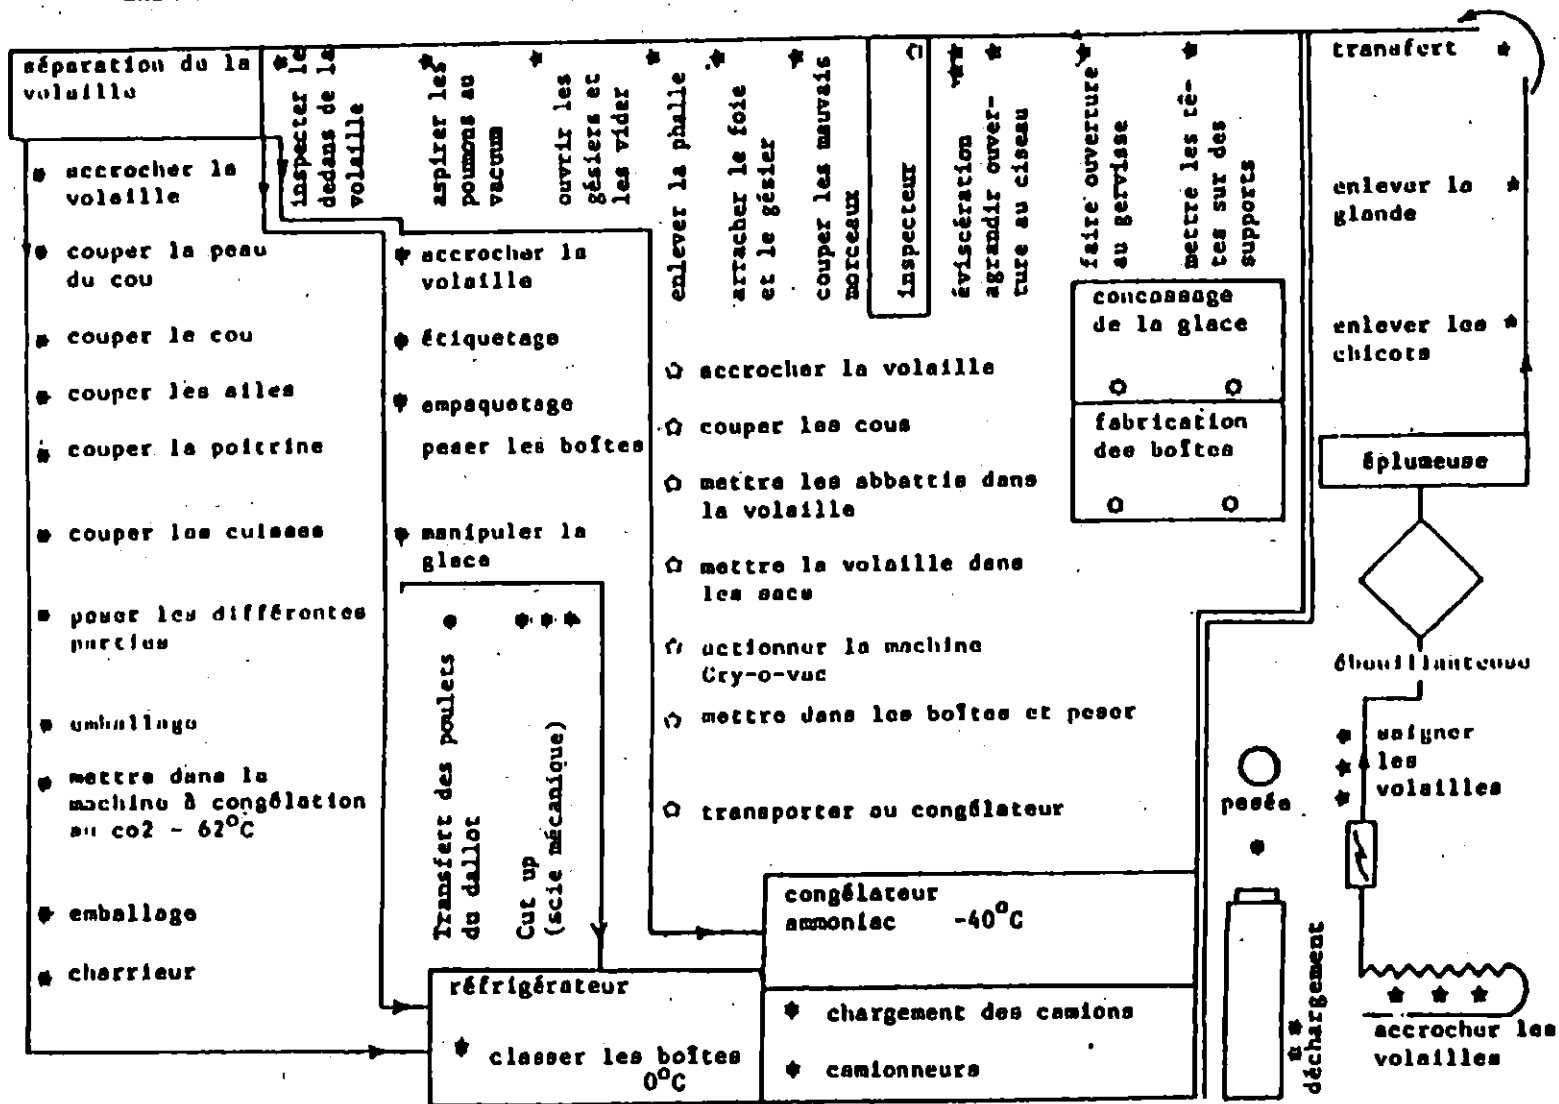 séparation de la
volaille
inspecter le
dedans de la
volaille
aspirer les
poumons au
vacuum
ouvrir les
gésiers et
les vider
enlever la phalle
arracher le foie
et le gésier
couper les mauvais
morceaux
inspecteur
éviscération
agrandir ouver-
ture au ciseau
faire ouverture
au gervisse
mettre les tê-
tes sur des
supports
transfert
enlever la
glande
enlever les
chicots
éplumeuse
ébouillanteuse
saigner
les
volailles
accrocher les
volailles
déchargement
pesée
concassage
de la glace
fabrication
des boîtes
accrocher la
volaille
couper la peau
du cou
couper le cou
couper les ailes
couper la poitrine
couper les cuisses
peser les différentes
parties
emballage
mettre dans la
machine à congélation
au co2 - 62°C
emballage
charrieur
accrocher la
volaille
étiquetage
empaquetage
peser les boîtes
manipuler la
glace
Transfert des poulets
du dallot
Cut up
(scie mécanique)
accrocher la volaille
couper les cous
mettre les abbattis dans
la volaille
mettre la volaille dans
les sacs
actionner la machine
Cry-o-vac
mettre dans les boîtes et peser
transporter au congélateur
congélateur
ammoniac -40°C
réfrigérateur
classer les boîtes
0°C
chargement des camions
camionneurs